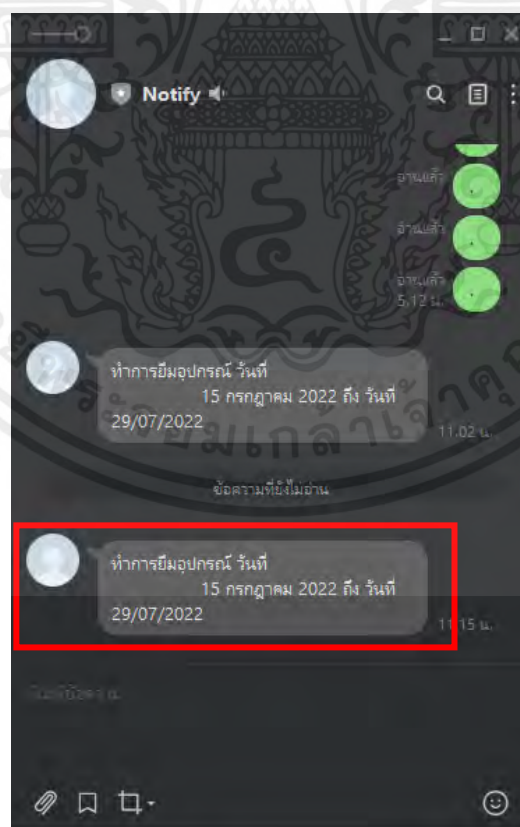 Notify
อ่านแล้ว
อ่านแล้ว
อ่านแล้ว
5.12 น.
ทำการยืมอุปกรณ์ วันที่
15 กรกฎาคม 2022 ถึง วันที่
29/07/2022
11.02 น.
ข้อความที่ยังไม่อ่าน
ทำการยืมอุปกรณ์ วันที่
15 กรกฎาคม 2022 ถึง วันที่
29/07/2022
11.15 น.